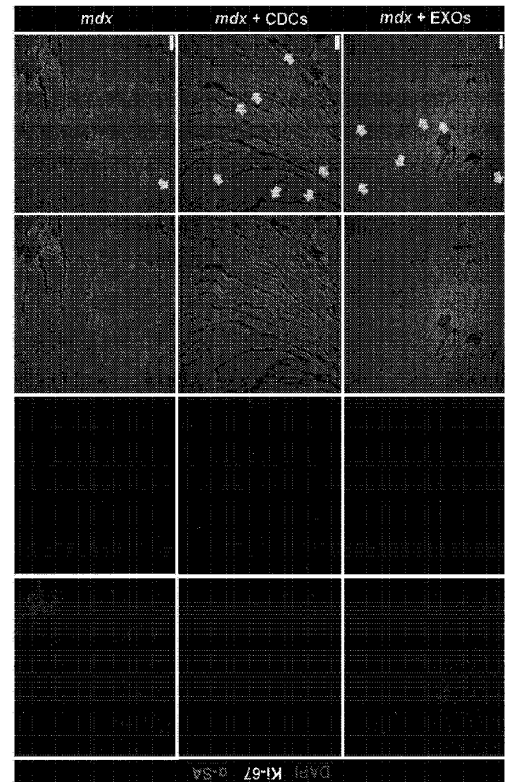 mdx mdx + CDCs mdx + EXOs
DAPI Ki-67 α-SA